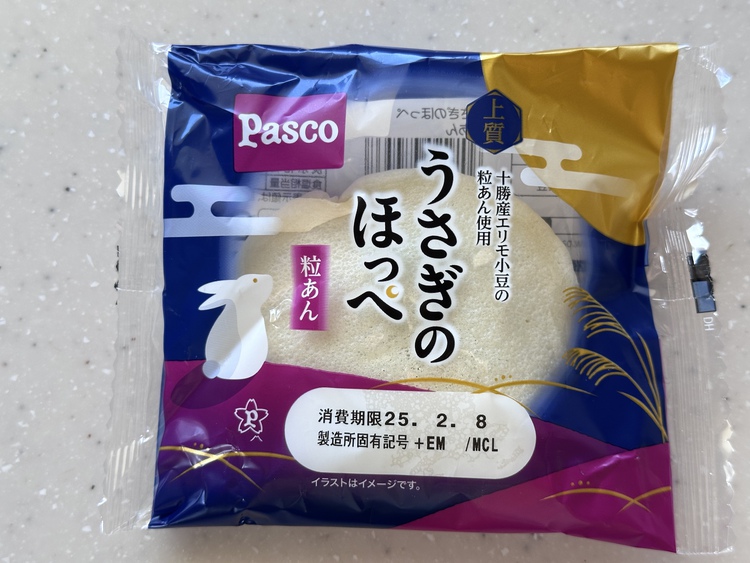 Pasco
上質
十勝産エリモ小豆の
粒あん使用
うさぎの
ほっぺ
粒あん
消費期限25. 2. 8
製造所固有記号 +EM /MCL
イラストはイメージです。